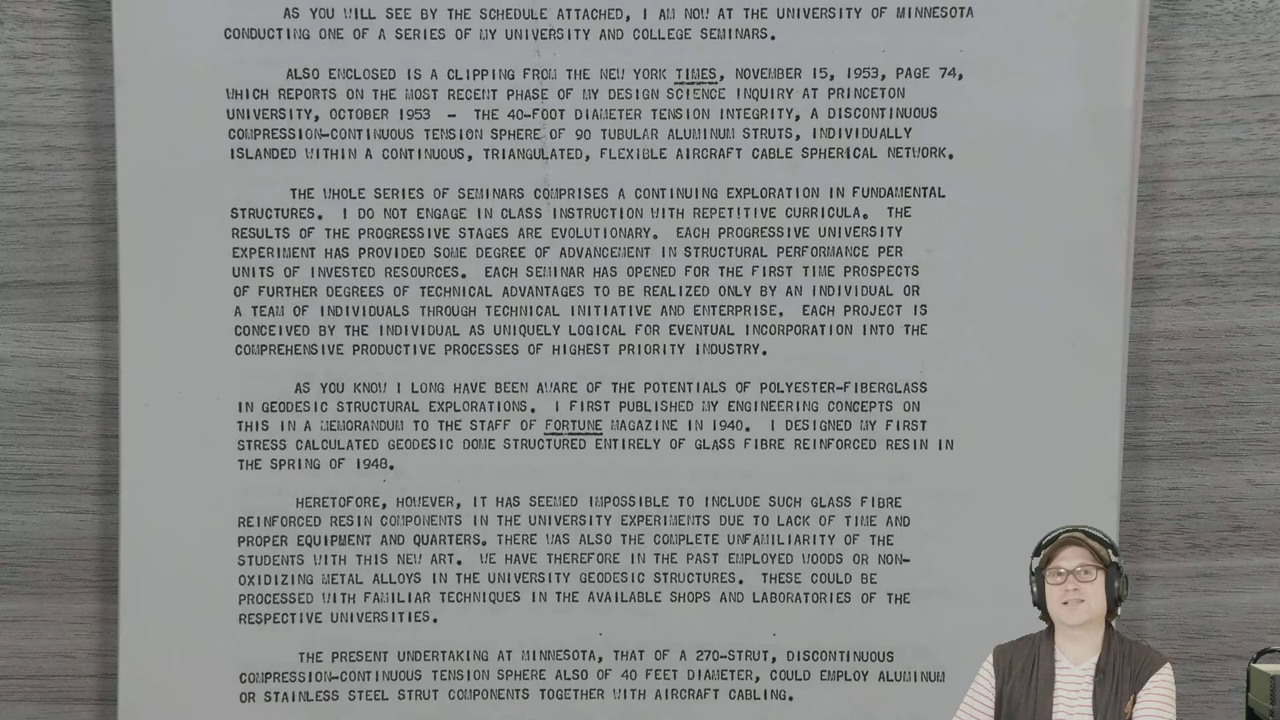 AS YOU WILL SEE BY THE SCHEDULE ATTACHED, I AM NOW AT THE UNIVERSITY OF MINNESOTA
CONDUCTING ONE OF A SERIES OF MY UNIVERSITY AND COLLEGE SEMINARS.
ALSO ENCLOSED IS A CLIPPING FROM THE NEW YORK TIMES, NOVEMBER 15, 1953, PAGE 74,
WHICH REPORTS ON THE MOST RECENT PHASE OF MY DESIGN SCIENCE INQUIRY AT PRINCETON
UNIVERSITY, OCTOBER 1953 - THE 40-FOOT DIAMETER TENSION INTEGRITY, A DISCONTINUOUS
COMPRESSION-CONTINUOUS TENSION SPHERE OF 90 TUBULAR ALUMINUM STRUTS, INDIVIDUALLY
ISLANDED WITHIN A CONTINUOUS, TRIANGULATED, FLEXIBLE AIRCRAFT CABLE SPHERICAL NETWORK.
THE WHOLE SERIES OF SEMINARS COMPRISES A CONTINUING EXPLORATION IN FUNDAMENTAL
STRUCTURES. I DO NOT ENGAGE IN CLASS INSTRUCTION WITH REPETITIVE CURRICULA. THE
RESULTS OF THE PROGRESSIVE STAGES ARE EVOLUTIONARY. EACH PROGRESSIVE UNIVERSITY
EXPERIMENT HAS PROVIDED SOME DEGREE OF ADVANCEMENT IN STRUCTURAL PERFORMANCE PER
UNITS OF INVESTED RESOURCES. EACH SEMINAR HAS OPENED FOR THE FIRST TIME PROSPECTS
OF FURTHER DEGREES OF TECHNICAL ADVANTAGES TO BE REALIZED ONLY BY AN INDIVIDUAL OR
A TEAM OF INDIVIDUALS THROUGH TECHNICAL INITIATIVE AND ENTERPRISE. EACH PROJECT IS
CONCEIVED BY THE INDIVIDUAL AS UNIQUELY LOGICAL FOR EVENTUAL INCORPORATION INTO THE
COMPREHENSIVE PRODUCTIVE PROCESSES OF HIGHEST PRIORITY INDUSTRY.
AS YOU KNOW I LONG HAVE BEEN AWARE OF THE POTENTIALS OF POLYESTER-FIBERGLASS
IN GEODESIC STRUCTURAL EXPLORATIONS. I FIRST PUBLISHED MY ENGINEERING CONCEPTS ON
THIS IN A MEMORANDUM TO THE STAFF OF FORTUNE MAGAZINE IN 1940. I DESIGNED MY FIRST
STRESS CALCULATED GEODESIC DOME STRUCTURED ENTIRELY OF GLASS FIBRE REINFORCED RESIN IN
THE SPRING OF 1948.
HERETOFORE, HOWEVER, IT HAS SEEMED IMPOSSIBLE TO INCLUDE SUCH GLASS FIBRE
REINFORCED RESIN COMPONENTS IN THE UNIVERSITY EXPERIMENTS DUE TO LACK OF TIME AND
PROPER EQUIPMENT AND QUARTERS. THERE WAS ALSO THE COMPLETE UNFAMILIARITY OF THE
STUDENTS WITH THIS NEW ART. WE HAVE THEREFORE IN THE PAST EMPLOYED WOODS OR NON-
OXIDIZING METAL ALLOYS IN THE UNIVERSITY GEODESIC STRUCTURES. THESE COULD BE
PROCESSED WITH FAMILIAR TECHNIQUES IN THE AVAILABLE SHOPS AND LABORATORIES OF THE
RESPECTIVE UNIVERSITIES.
THE PRESENT UNDERTAKING AT MINNESOTA, THAT OF A 270-STRUT, DISCONTINUOUS
COMPRESSION-CONTINUOUS TENSION SPHERE ALSO OF 40 FEET DIAMETER, COULD EMPLOY ALUMINUM
OR STAINLESS STEEL STRUT COMPONENTS TOGETHER WITH AIRCRAFT CABLING.